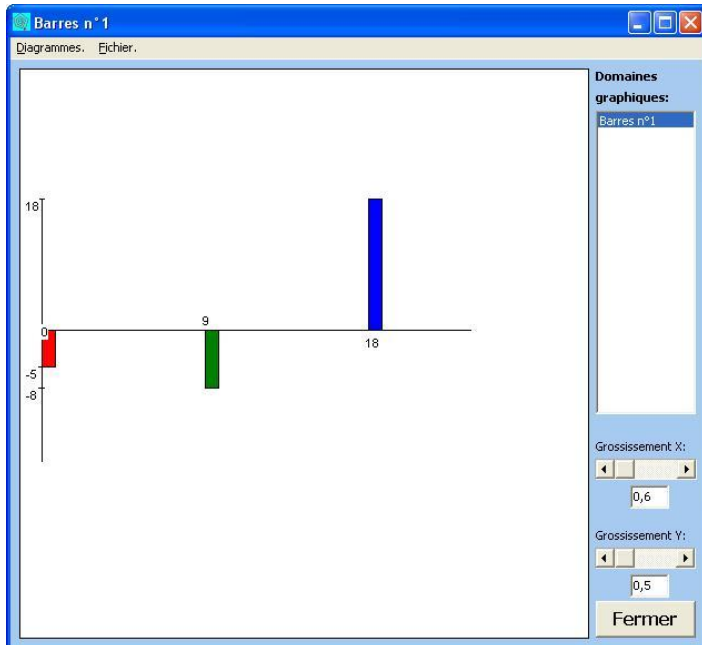 Barres n°1
Diagrammes. Fichier.
Domaines
graphiques:
Barres n°1
18
9
0
18
-5
-8
Grossissement X:
0,6
Grossissement Y:
0,5
Fermer